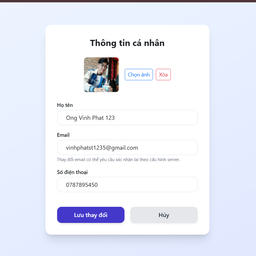 Thông tin cá nhân
Chọn ảnh
Xóa
Họ tên
Ong Vinh Phat 123
Email
vinhphatst1235@gmail.com
Thay đổi email có thể yêu cầu xác nhận lại theo cấu hình server.
Số điện thoại
0787895450
Lưu thay đổi
Hủy